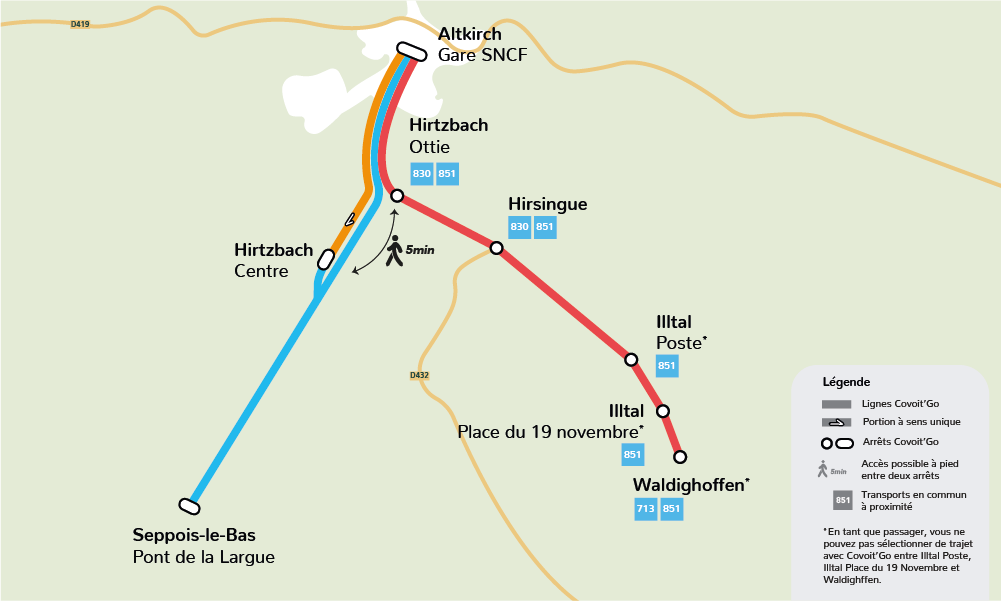 D419
Altkirch
Gare SNCF
Hirtzbach
Ottie
830 851
Hirsingue
830 851
Hirtzbach
Centre
5min
Illtal
Poste*
851
D432
Illtal
Place du 19 novembre*
851
Waldighoffen*
713 851
Seppois-le-Bas
Pont de la Largue
Légende
Lignes Covoit'Go
Portion à sens unique
Arrêts Covoit'Go
5min
Accès possible à pied
entre deux arrêts
851
Transports en commun
à proximité
*En tant que passager, vous ne
pouvez pas sélectionner de trajet
avec Covoit'Go entre Illtal Poste,
Illtal Place du 19 Novembre et
Waldighffen.